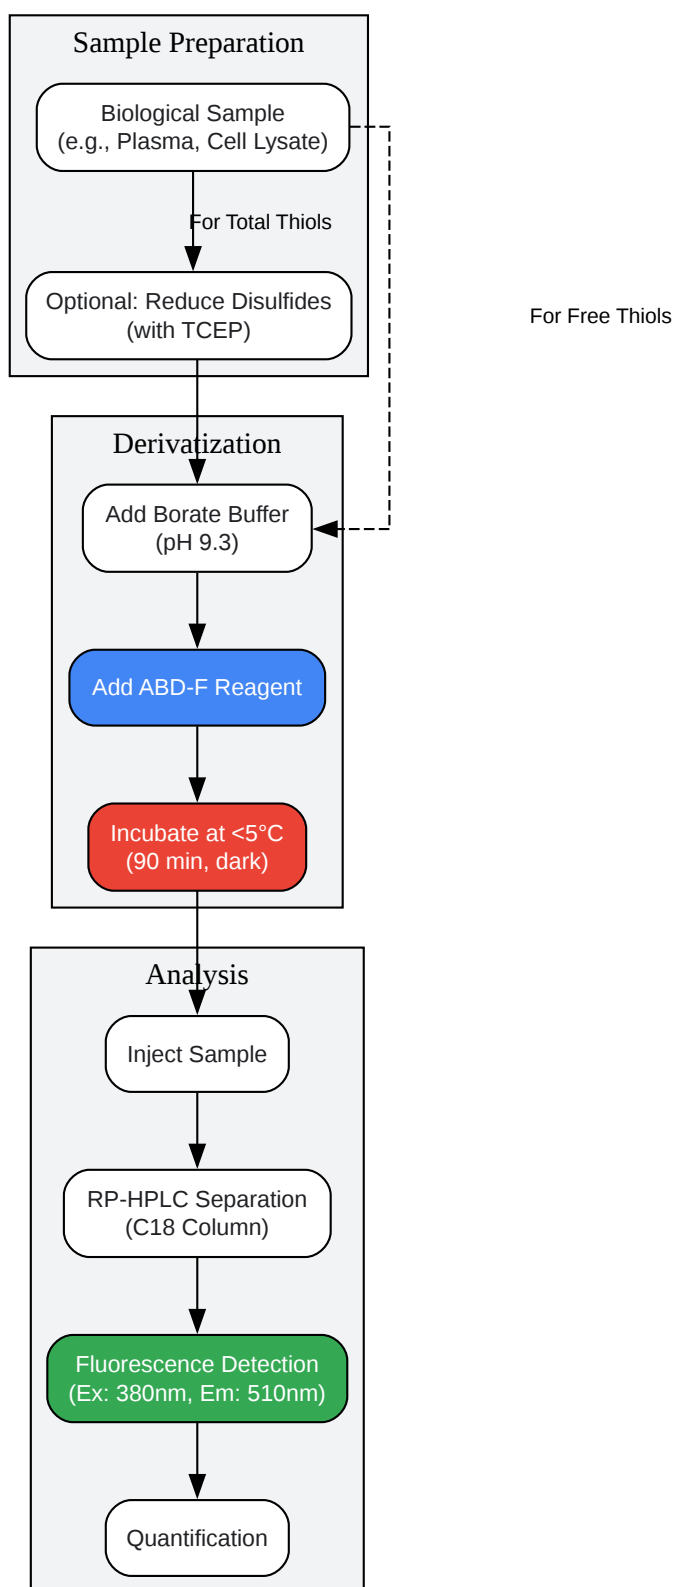 Sample Preparation
Biological Sample
(e.g., Plasma, Cell Lysate)
For Total Thiols
Optional: Reduce Disulfides
(with TCEP)
For Free Thiols
Derivatization
Add Borate Buffer
(pH 9.3)
Add ABD-F Reagent
Incubate at <5°C
(90 min, dark)
Analysis
Inject Sample
RP-HPLC Separation
(C18 Column)
Fluorescence Detection
(Ex: 380nm, Em: 510nm)
Quantification